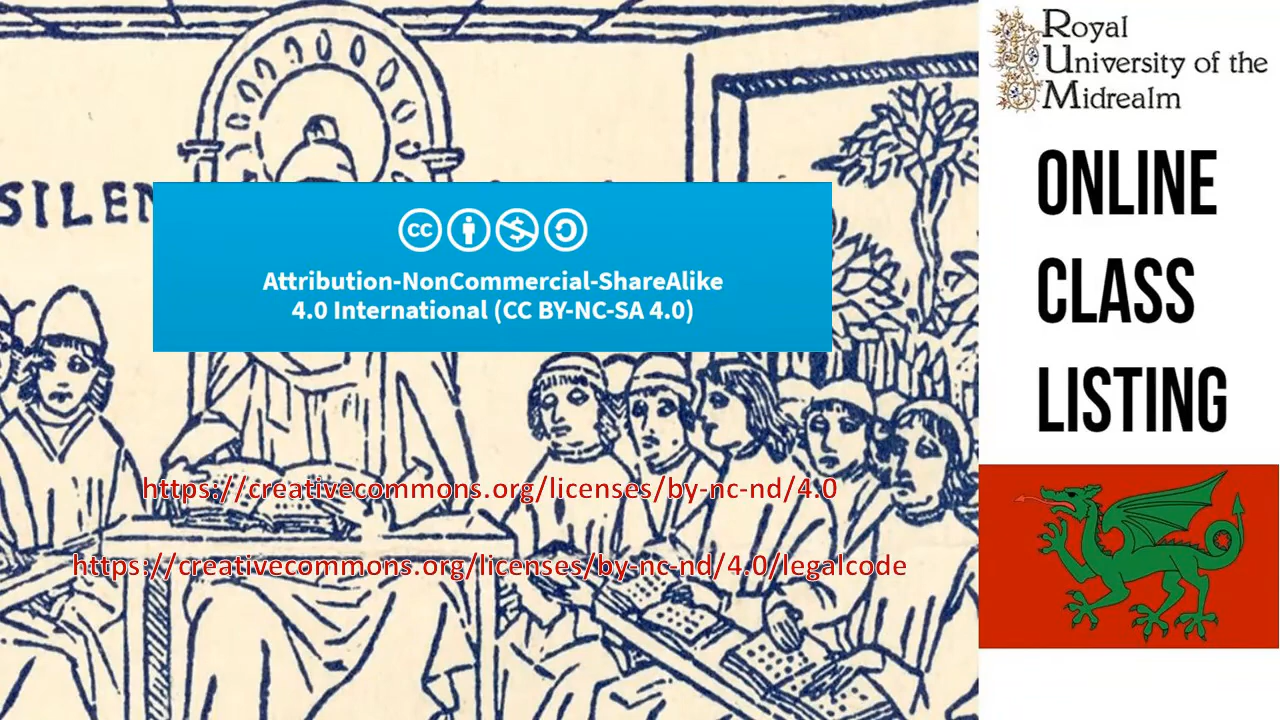 Royal
University of the
Midrealm
SILEN
cc
Attribution-NonCommercial-ShareAlike
4.0 International (CC BY-NC-SA 4.0)
https://creativecommons.org/licenses/by-nc-nd/4.0
https://creativecommons.org/licenses/by-nc-nd/4.0/legalcode
ONLINE
CLASS
LISTING